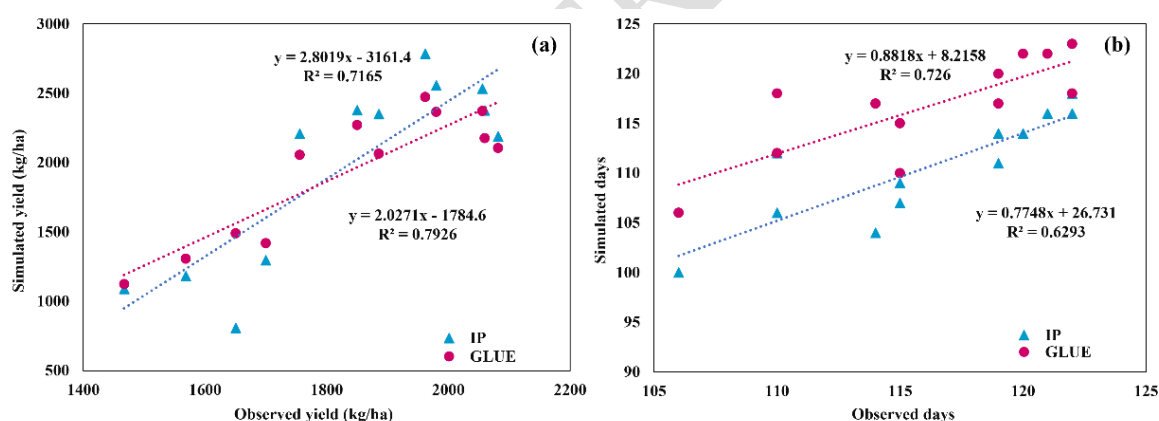 3000
2500
2000
1500
1000
500
1400
1600
1800
2000
2200
Simulated yield (kg/ha)
Observed yield (kg/ha)
(a)
y = 2.8019x - 3161.4
R² = 0.7165
y = 2.0271x - 1784.6
R² = 0.7926
IP
GLUE
125
120
115
110
105
100
95
90
105
110
115
120
125
Simulated days
Observed days
(b)
y = 0.8818x + 8.2158
R² = 0.726
y = 0.7748x + 26.731
R² = 0.6293
IP
GLUE